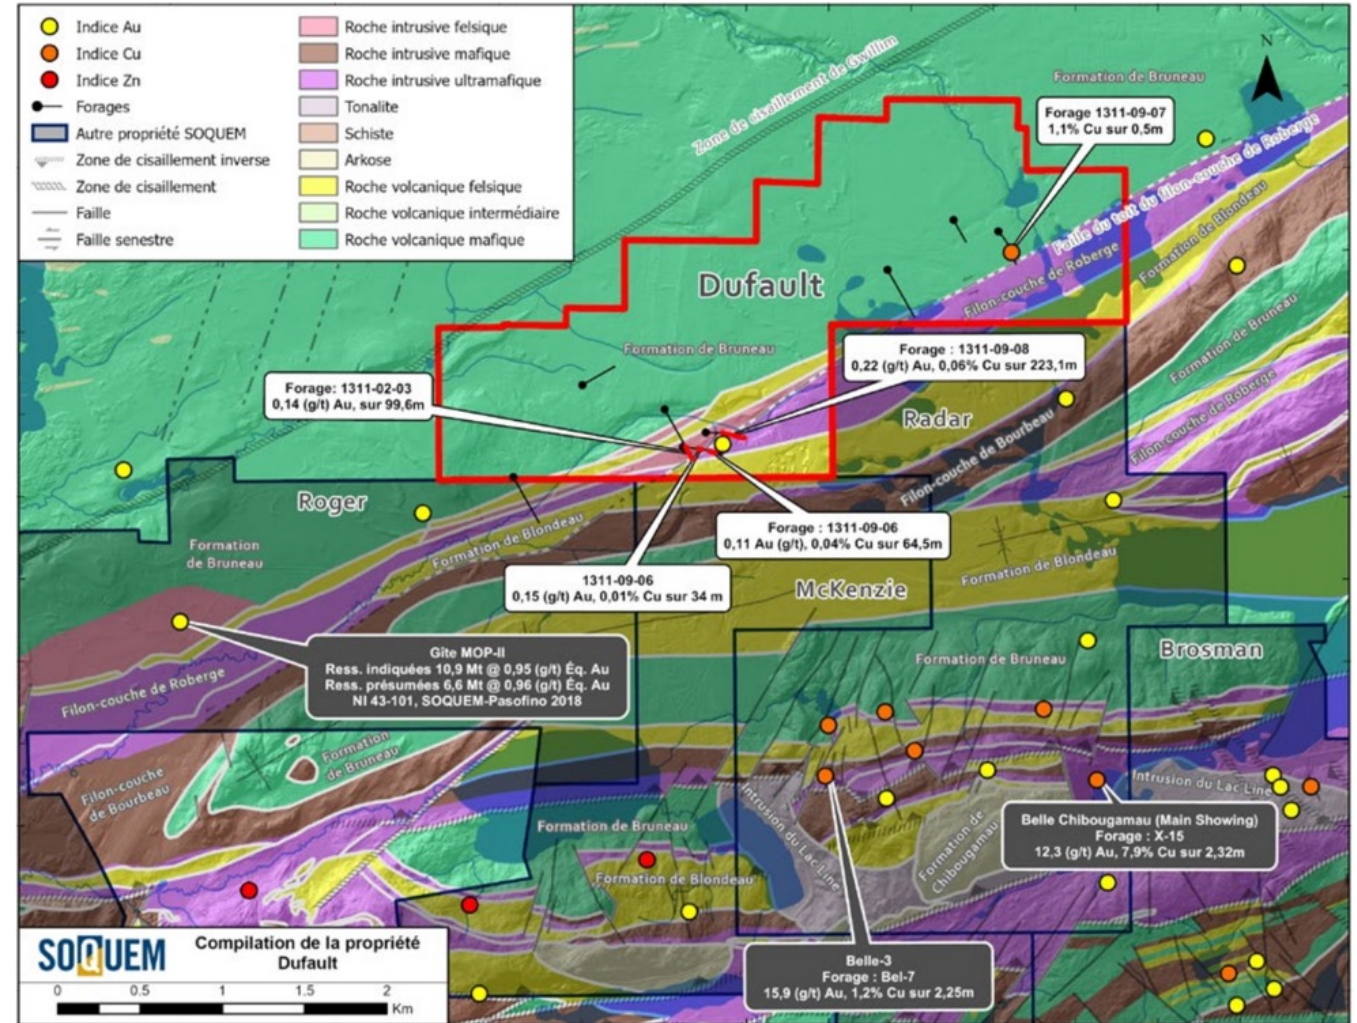 Indice Au
Indice Cu
Indice Zn
Forages
Autre propriété SOQUEM
Zone de cisaillement inverse
Zone de cisaillement
Faille
Faille senestre
Roche intrusive felsique
Roche intrusive mafique
Roche intrusive ultramafique
Tonalite
Schiste
Arkose
Roche volcanique felsique
Roche volcanique intermédiaire
Roche volcanique mafique
Zone de cisaillement de Gwillim
Formation de Bruneau
N
Forage 1311-09-07
1,1% Cu sur 0,5m
Faille du toit du filon-couche de Roberge
Filon-couche de Roberge
Formation de Blondeau
Dufault
Formation de Bruneau
Formation de Bruneau
Filon-couche de Roberge
Forage : 1311-09-08
0,22 (g/t) Au, 0,06% Cu sur 223,1m
Forage: 1311-02-03
0,14 (g/t) Au, sur 99,6m
Radar
Filon-couche de Bourbeau
Roger
Formation
de Bruneau
Formation de Blondeau
Forage : 1311-09-06
0,11 Au (g/t), 0,04% Cu sur 64,5m
1311-09-06
0,15 (g/t) Au, 0,01% Cu sur 34 m
McKenzie
Formation de Blondeau
Gîte MOP-II
Ress. indiquées 10,9 Mt @ 0,95 (g/t) Éq. Au
Ress. présumées 6,6 Mt @ 0,96 (g/t) Éq. Au
NI 43-101, SOQUEM-Pasofino 2018
Filon-couche de Roberge
Formation de Bruneau
Brosman
Formation
de Bruneau
Filon-couche
de Bourbeau
Intrusion du Lac Line
Intrusion du Lac Line
Formation de
Chibougamau
Belle Chibougamau (Main Showing)
Forage : X-15
12,3 (g/t) Au, 7,9% Cu sur 2,32m
Formation de Bruneau
Formation de Blondeau
Belle-3
Forage : Bel-7
15,9 (g/t) Au, 1,2% Cu sur 2,25m
SOQUEM
Compilation de la propriété
Dufault
0 0.5 1 1.5 2
Km